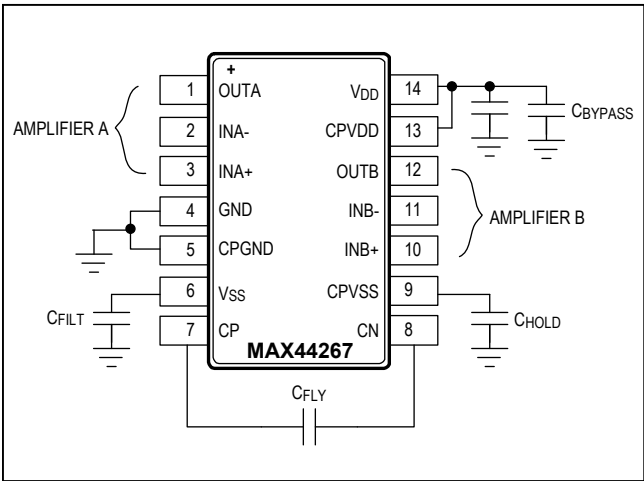 +
1 OUTA VDD 14
AMPLIFIER A
CBYPASS
2 INA- CPVDD 13
3 INA+ OUTB 12
4 GND INB- 11
AMPLIFIER B
5 CPGND INB+ 10
6 VSS CPVSS 9
CFILT
CHOLD
7 CP CN 8
MAX44267
CFLY